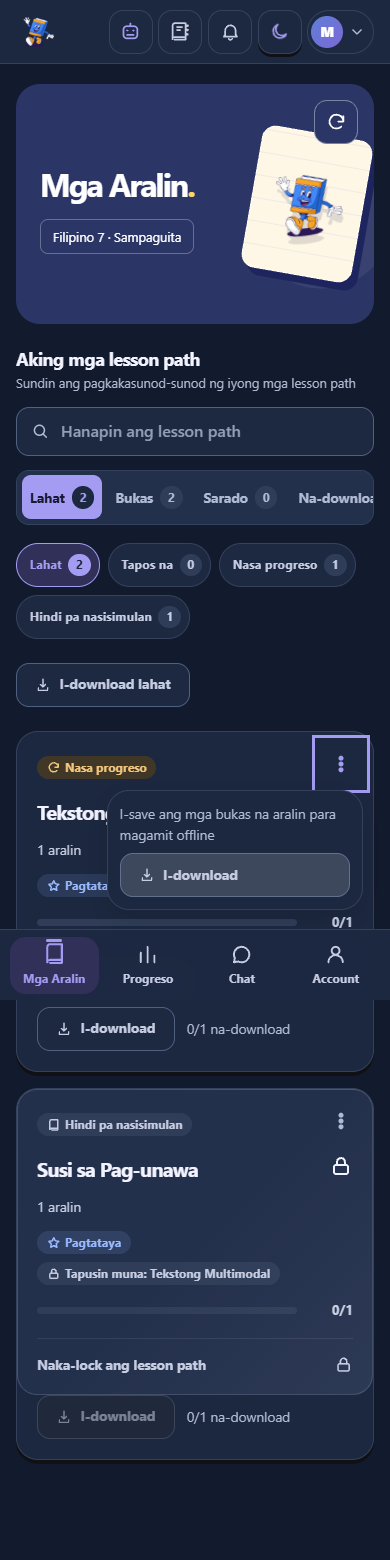 M
Mga Aralin.
Filipino 7 · Sampaguita
Aking mga lesson path
Sundin ang pagkakasunod-sunod ng iyong mga lesson path
Hanapin ang lesson path
Lahat 2 Bukas 2 Sarado 0 Na-downloa
Lahat 2 Tapos na 0 Nasa progreso 1
Hindi pa nasisimulan 1
I-download lahat
Nasa progreso
Tekstong
I-save ang mga bukas na aralin para
magamit offline
1 aralin
I-download
Pagtata
0/1
Mga Aralin Progreso Chat Account
I-download 0/1 na-download
Hindi pa nasisimulan
Susi sa Pag-unawa
1 aralin
Pagtataya
Tapusin muna: Tekstong Multimodal
0/1
Naka-lock ang lesson path
I-download 0/1 na-download